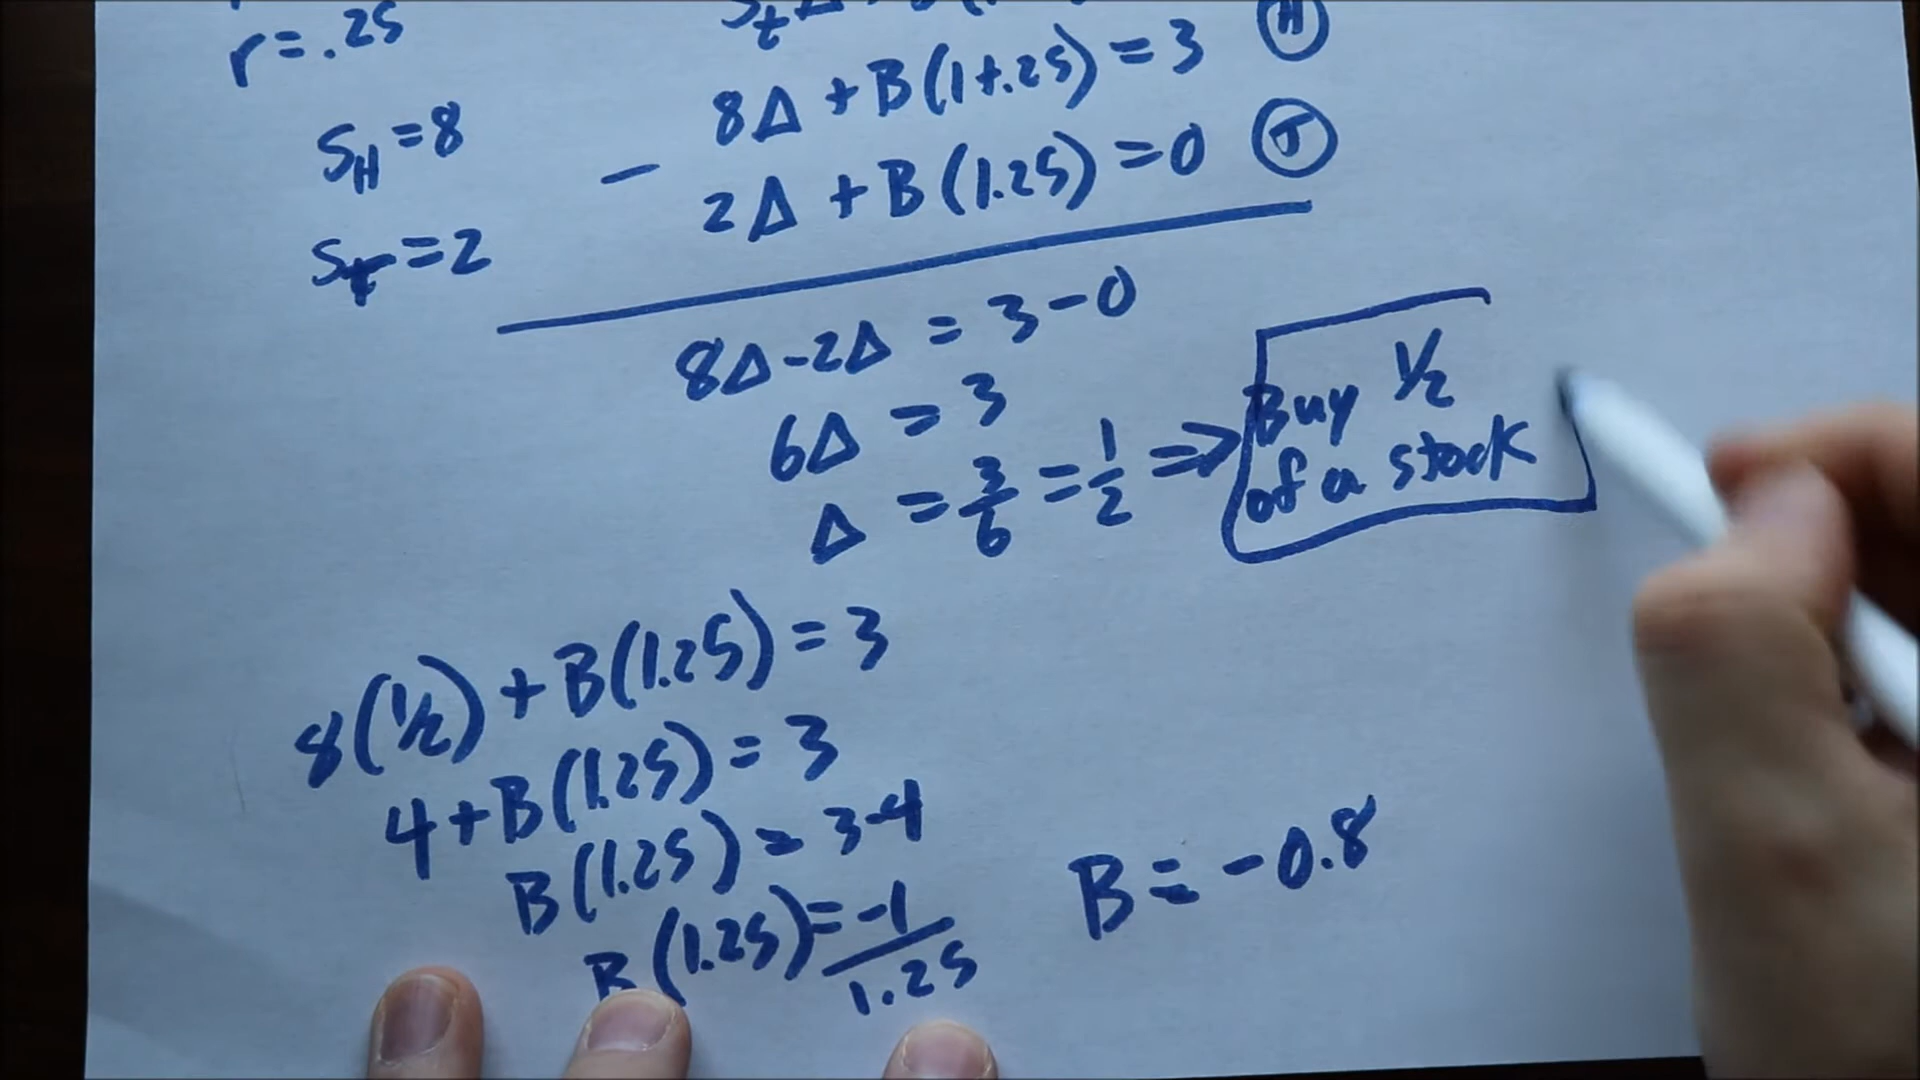 r = .25
8Δ + B(1+.25) = 3 (H)
S_H = 8
− 2Δ + B(1.25) = 0 (T)
S_T = 2
8Δ - 2Δ = 3 - 0
6Δ = 3
Δ = 3/6 = 1/2 ⇒ Buy 1/2
of a stock
8(1/2) + B(1.25) = 3
4 + B(1.25) = 3
B(1.25) = 3-4
B(1.25) = -1/1.25
B = -0.8